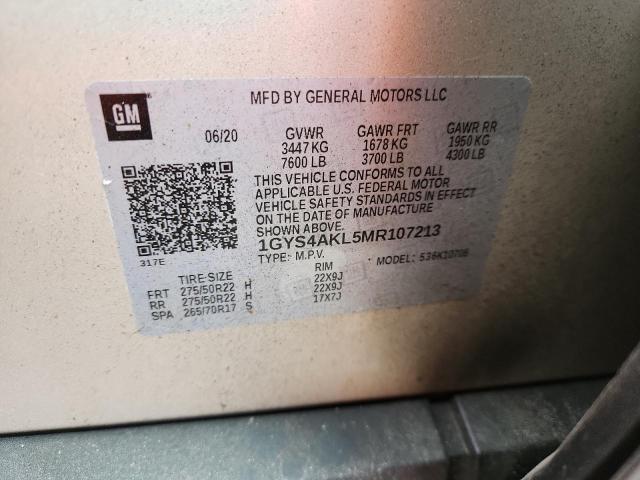 GM
MFD BY GENERAL MOTORS LLC
06/20 GVWR GAWR FRT GAWR RR
3447 KG 1678 KG 1950 KG
7600 LB 3700 LB 4300 LB
THIS VEHICLE CONFORMS TO ALL
APPLICABLE U.S. FEDERAL MOTOR
VEHICLE SAFETY STANDARDS IN EFFECT
ON THE DATE OF MANUFACTURE
1GYS4AKL5MR107213
317E TYPE: M.P.V. MODEL: 536K10706
TIRE-SIZE RIM
FRT 275/50R22 H 22X9J
RR 275/50R22 H 22X9J
SPA 265/70R17 S 17X7J